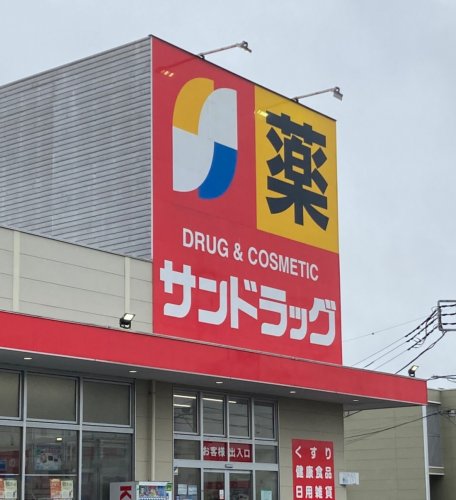 薬
DRUG & COSMETIC
サンドラッグ
お客様出入口
くすり
健康食品
日用雑貨